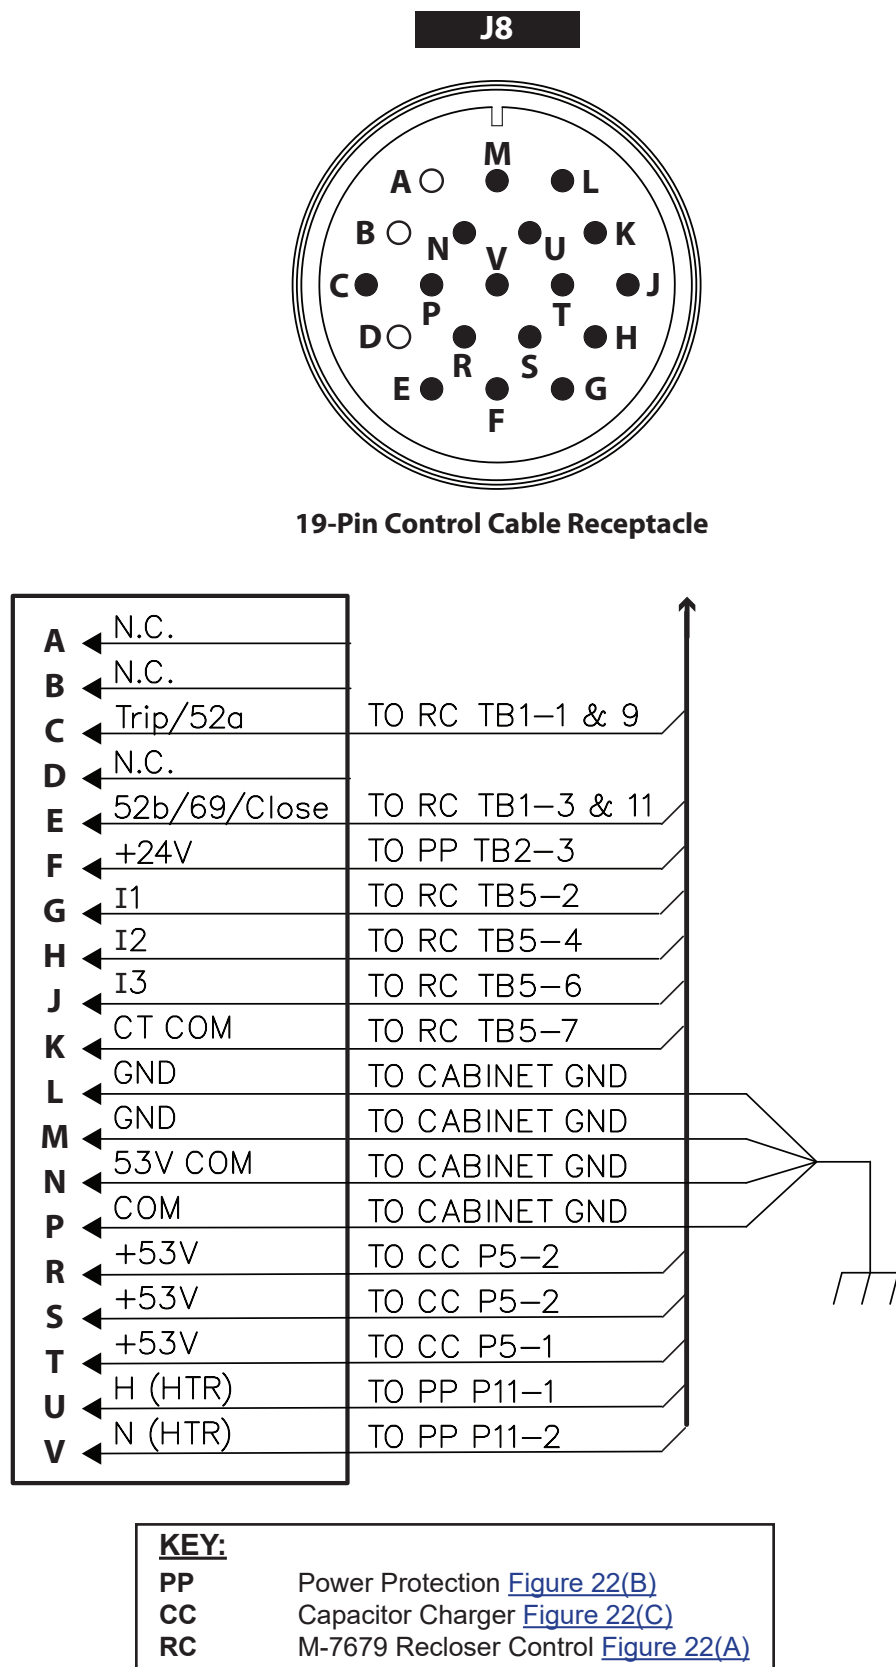 J8
M
A L
B N V U K
C P T J
D R S H
E F G
19-Pin Control Cable Receptacle
A N.C.
B N.C.
C Trip/52a TO RC TB1-1 & 9
D N.C.
E 52b/69/Close TO RC TB1-3 & 11
F +24V TO PP TB2-3
G I1 TO RC TB5-2
H I2 TO RC TB5-4
J I3 TO RC TB5-6
K CT COM TO RC TB5-7
L GND TO CABINET GND
M GND TO CABINET GND
N 53V COM TO CABINET GND
P COM TO CABINET GND
R +53V TO CC P5-2
S +53V TO CC P5-2
T +53V TO CC P5-1
U H (HTR) TO PP P11-1
V N (HTR) TO PP P11-2
KEY:
PP Power Protection Figure 22(B)
CC Capacitor Charger Figure 22(C)
RC M-7679 Recloser Control Figure 22(A)